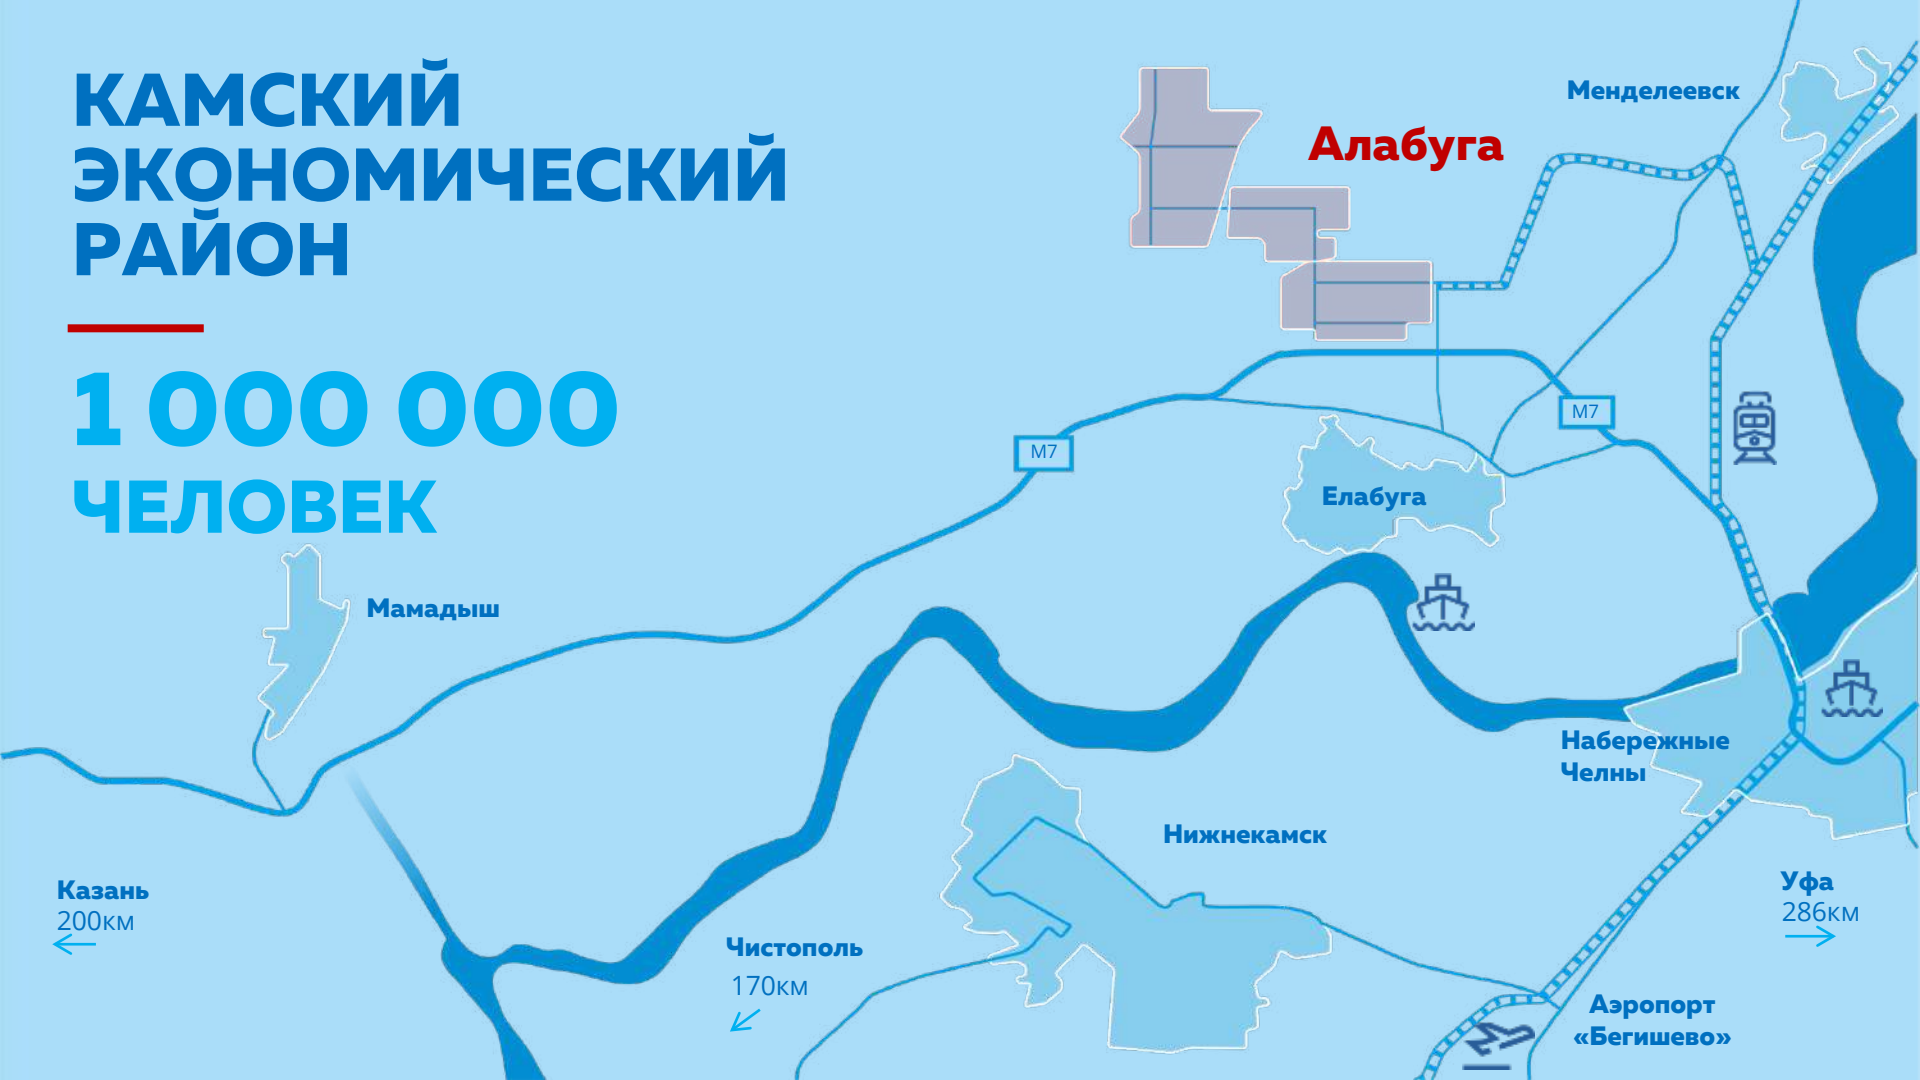 КАМСКИЙ
ЭКОНОМИЧЕСКИЙ
РАЙОН
1 000 000
ЧЕЛОВЕК
Менделеевск
Алабуга
М7
М7
Елабуга
Мамадыш
Набережные
Челны
Нижнекамск
Казань
200км
Уфа
286км
Чистополь
170км
Аэропорт
«Бегишево»